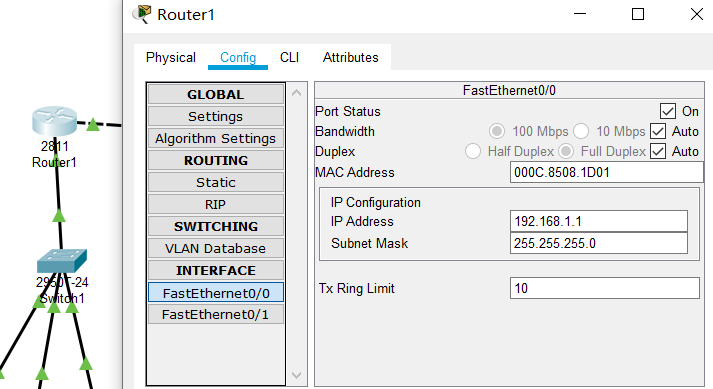 Router1
Physical Config CLI Attributes
GLOBAL
Settings
Algorithm Settings
ROUTING
Static
RIP
SWITCHING
VLAN Database
INTERFACE
FastEthernet0/0
FastEthernet0/1
FastEthernet0/0
Port Status On
Bandwidth 100 Mbps 10 Mbps Auto
Duplex Half Duplex Full Duplex Auto
MAC Address 000C.8508.1D01
IP Configuration
IP Address 192.168.1.1
Subnet Mask 255.255.255.0
Tx Ring Limit 10
2811
Router1
2950T-24
Switch1